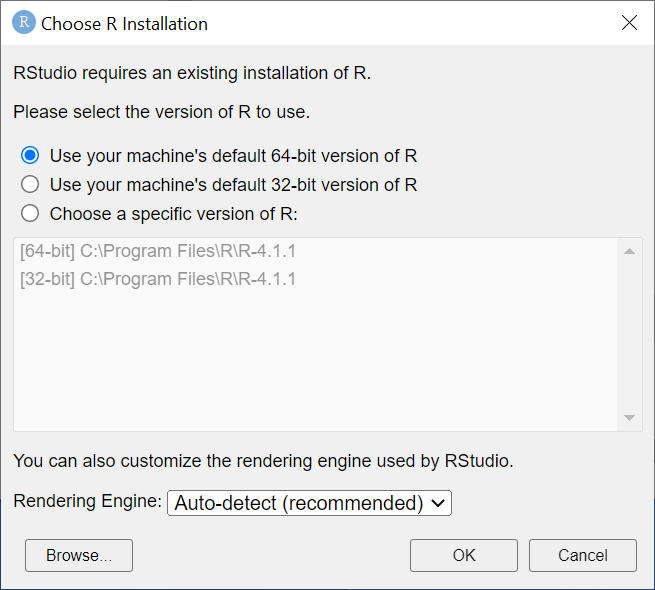 R Choose R Installation
RStudio requires an existing installation of R.
Please select the version of R to use.
Use your machine's default 64-bit version of R
Use your machine's default 32-bit version of R
Choose a specific version of R:
[64-bit] C:\Program Files\R\R-4.1.1
[32-bit] C:\Program Files\R\R-4.1.1
You can also customize the rendering engine used by RStudio.
Rendering Engine: Auto-detect (recommended)
Browse... OK Cancel